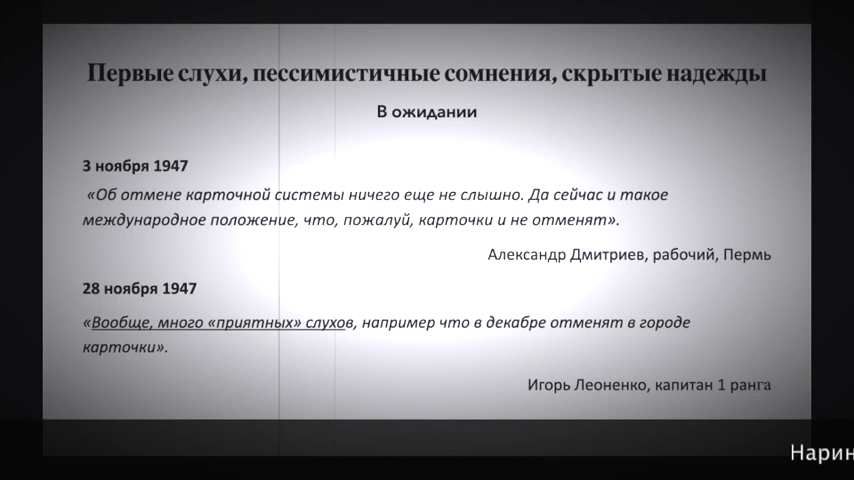 Первые слухи, пессимистичные сомнения, скрытые надежды
В ожидании
3 ноября 1947
«Об отмене карточной системы ничего еще не слышно. Да сейчас и такое
международное положение, что, пожалуй, карточки и не отменят».
Александр Дмитриев, рабочий, Пермь
28 ноября 1947
«Вообще, много «приятных» слухов, например что в декабре отменят в городе
карточки».
Игорь Леоненко, капитан 1 ранга